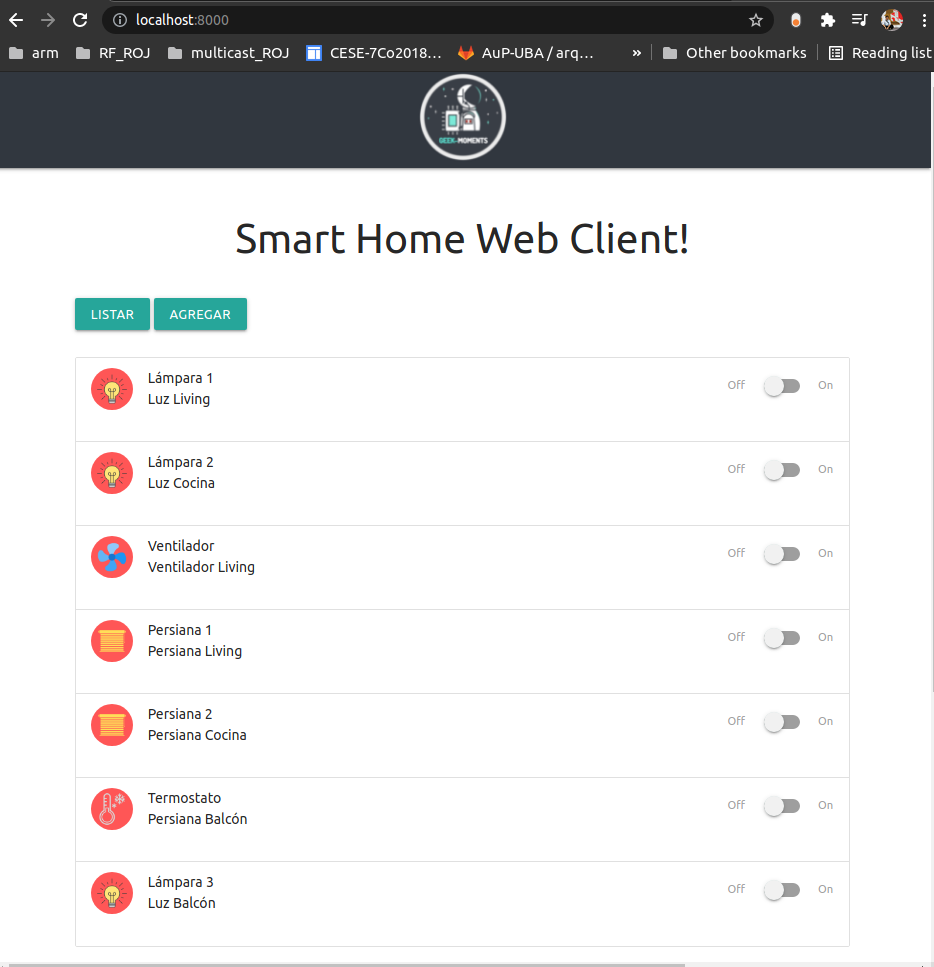 localhost:8000
arm RF_ROJ multicast_ROJ CESE-7Co2018... AuP-UBA / arq... » Other bookmarks Reading list
GEEK-MOMENTS
Smart Home Web Client!
LISTAR AGREGAR
Lámpara 1
Luz Living
Off On
Lámpara 2
Luz Cocina
Off On
Ventilador
Ventilador Living
Off On
Persiana 1
Persiana Living
Off On
Persiana 2
Persiana Cocina
Off On
Termostato
Persiana Balcón
Off On
Lámpara 3
Luz Balcón
Off On